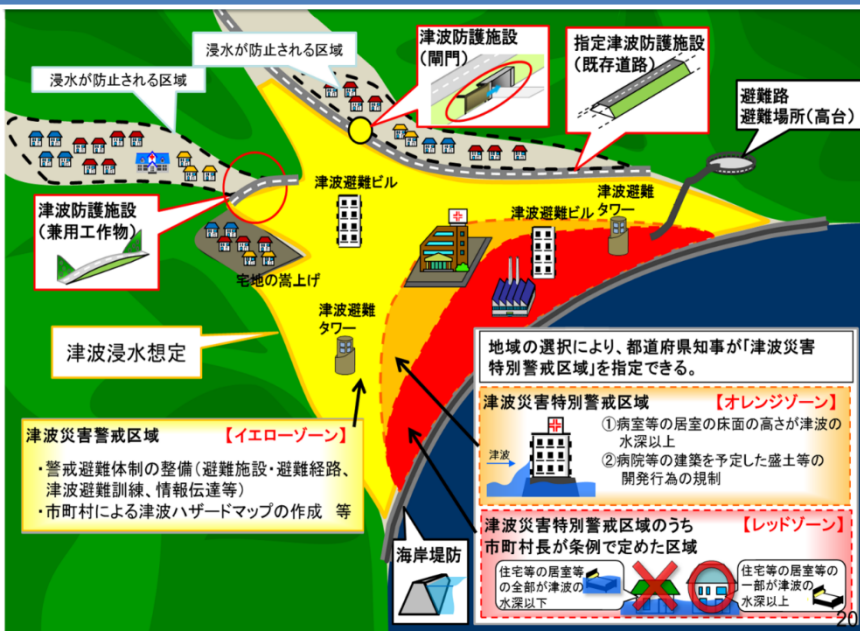 浸水が防止される区域
浸水が防止される区域
津波防護施設
(閘門)
指定津波防護施設
(既存道路)
避難路
避難場所(高台)
津波防護施設
(兼用工作物)
宅地の嵩上げ
津波避難ビル
津波避難ビル
津波避難
タワー
津波避難
タワー
津波浸水想定
津波災害警戒区域 【イエローゾーン】
・警戒避難体制の整備(避難施設・避難経路、
津波避難訓練、情報伝達等)
・市町村による津波ハザードマップの作成 等
海岸堤防
地域の選択により、都道府県知事が「津波災害
特別警戒区域」を指定できる。
津波災害特別警戒区域 【オレンジゾーン】
津波
①病室等の居室の床面の高さが津波の
水深以上
②病院等の建築を予定した盛土等の
開発行為の規制
津波災害特別警戒区域のうち 【レッドゾーン】
市町村長が条例で定めた区域
住宅等の居室等
の全部が津波の
水深以下
住宅等の居室等の
一部が津波の
水深以上
20